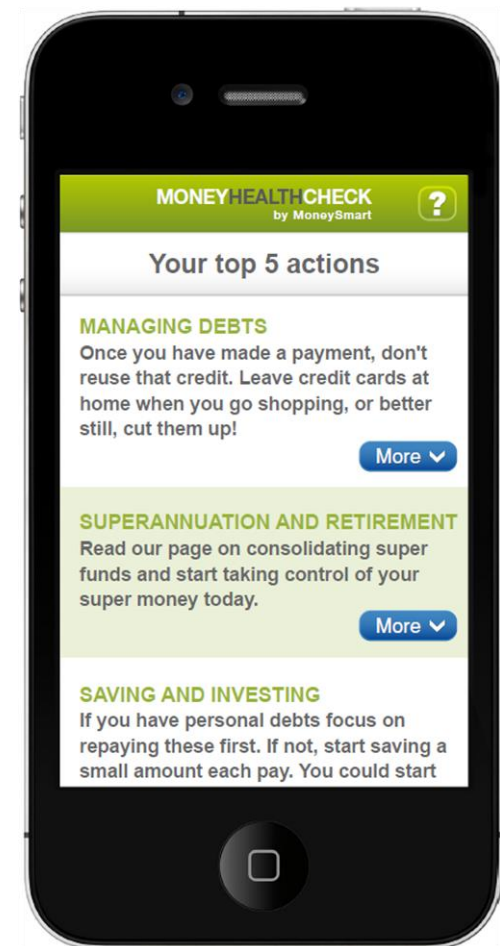 MONEYHEALTHCHECK
by MoneySmart
?
Your top 5 actions
MANAGING DEBTS
Once you have made a payment, don't
reuse that credit. Leave credit cards at
home when you go shopping, or better
still, cut them up!
More
SUPERANNUATION AND RETIREMENT
Read our page on consolidating super
funds and start taking control of your
super money today.
More
SAVING AND INVESTING
If you have personal debts focus on
repaying these first. If not, start saving a
small amount each pay. You could start